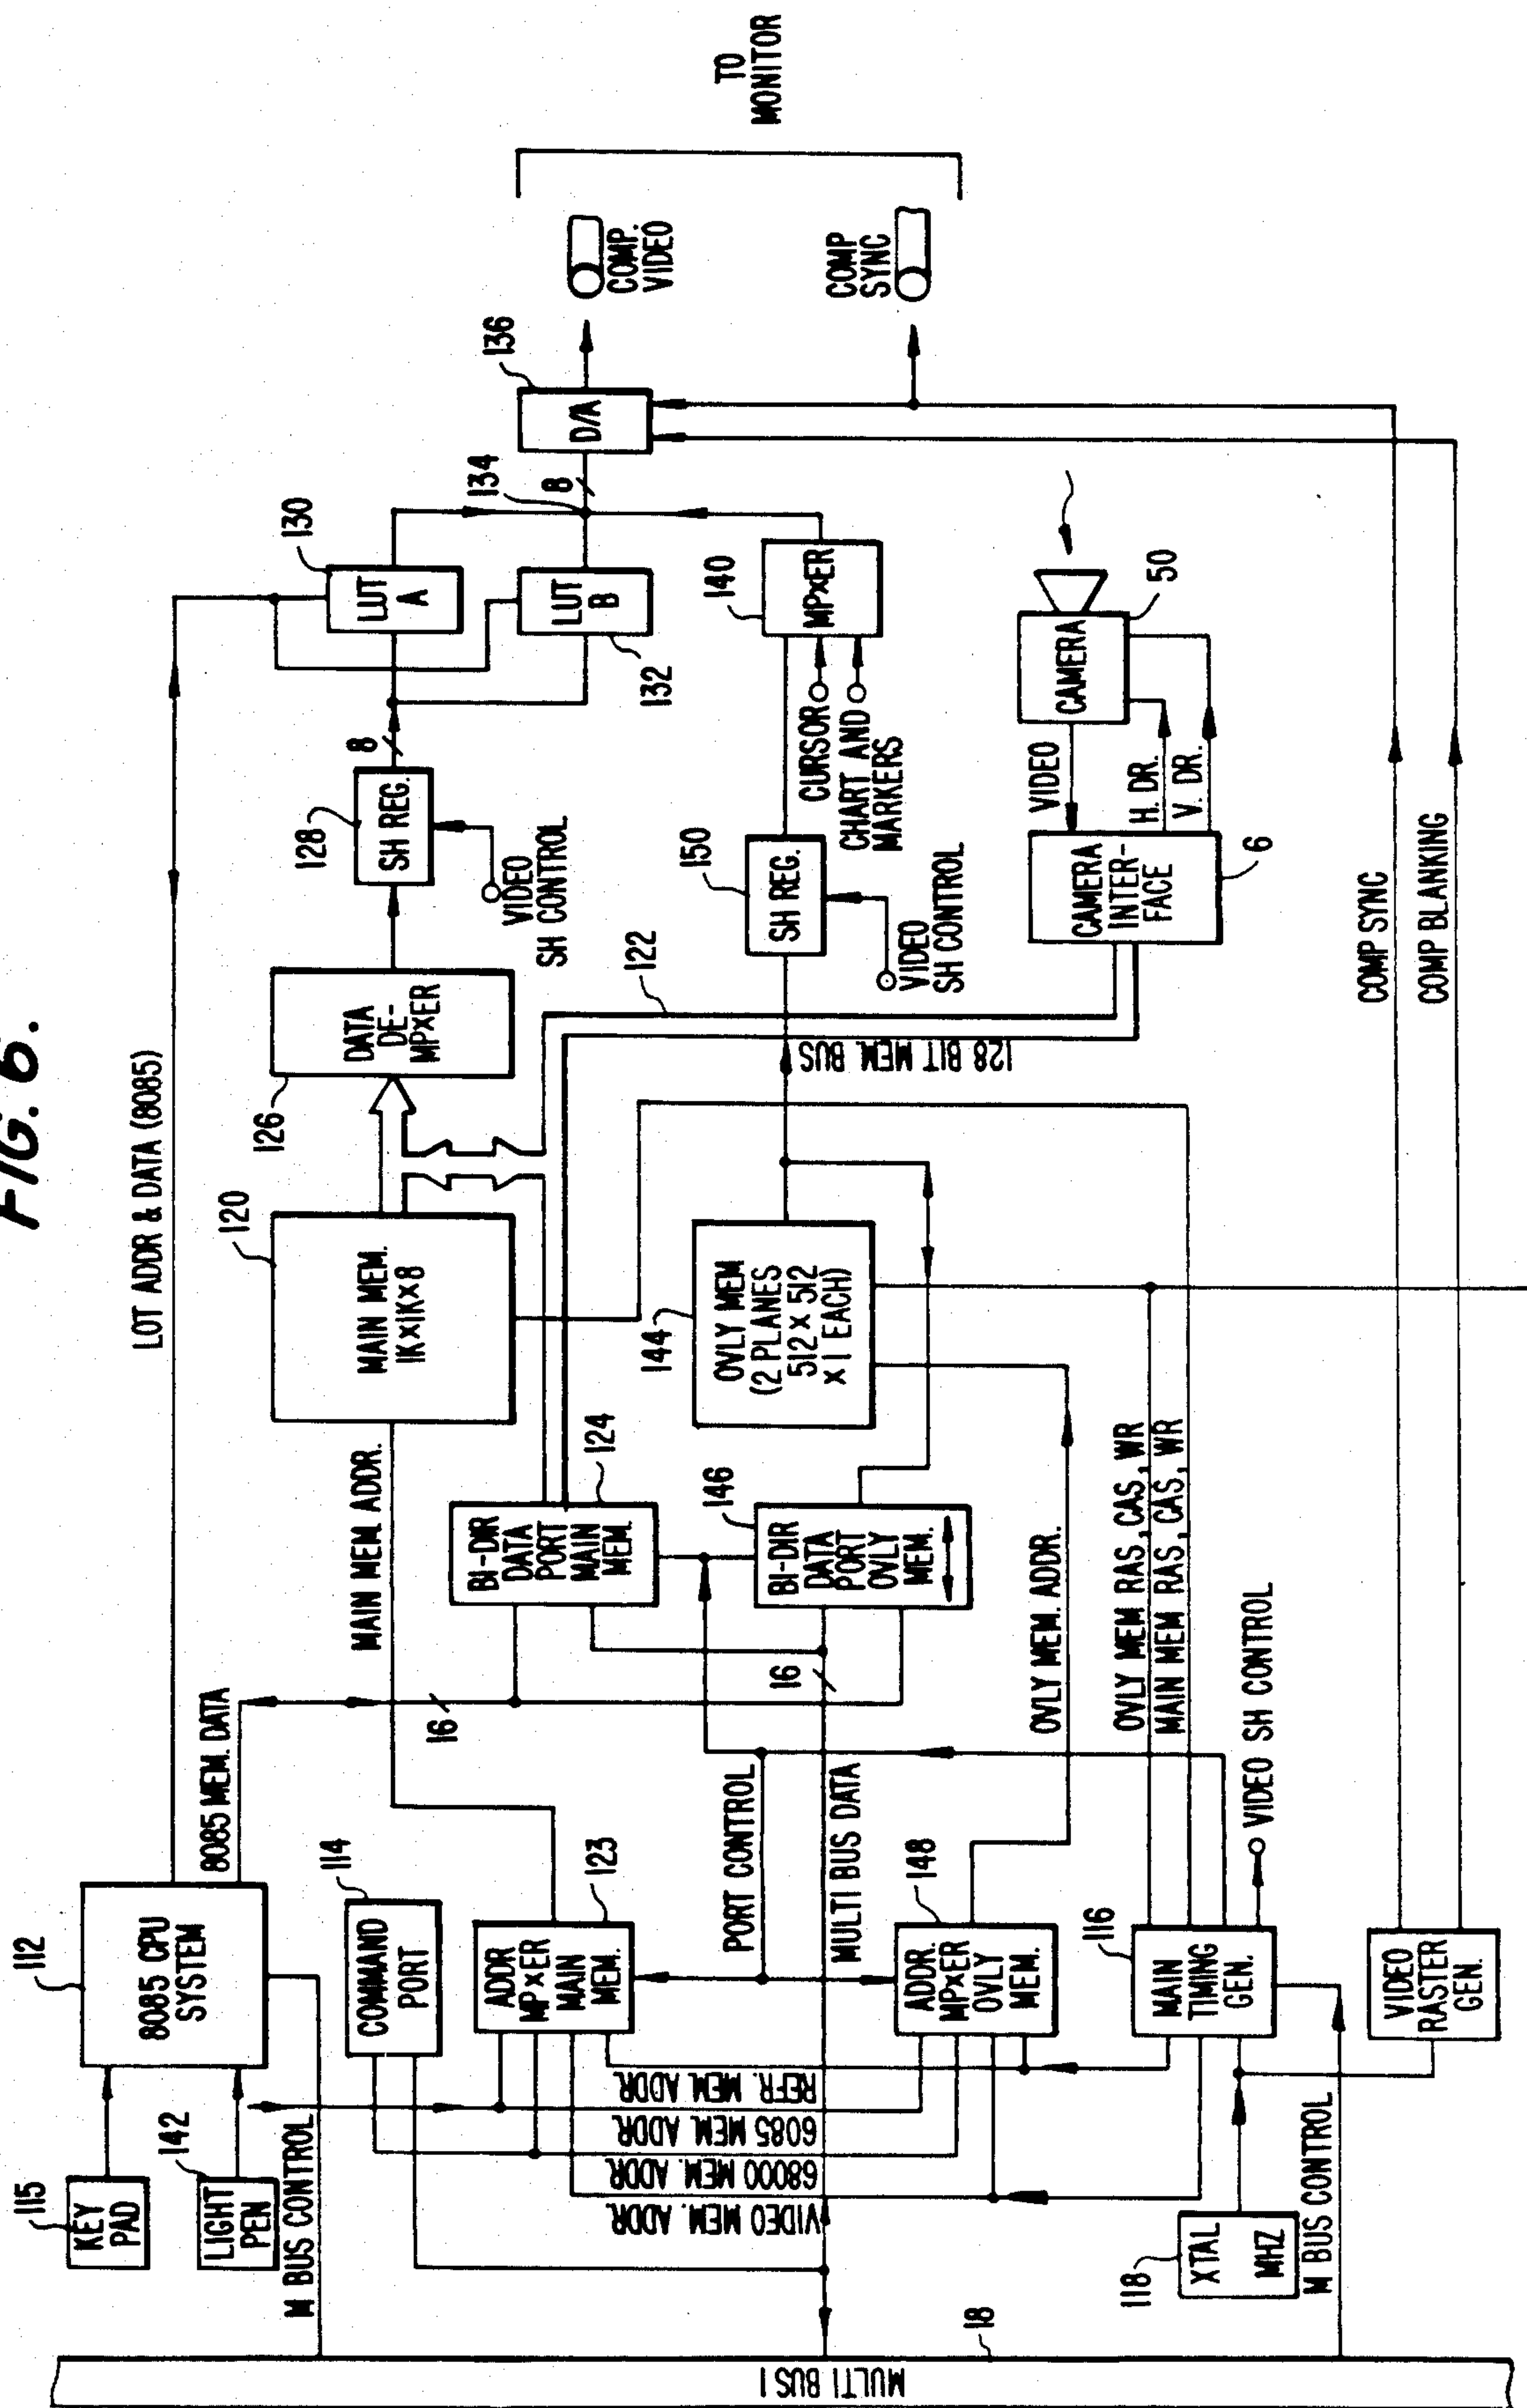 FIG. 6.
115
KEY
PAD
142
LIGHT
PEN
112
8085 CPU
SYSTEM
LOT ADDR & DATA (8085)
8085 MEM. DATA
M BUS CONTROL
114
COMMAND
PORT
MAIN MEM. ADDR.
120
MAIN MEM.
1K×1K×8
126
DATA
DE-
MPXER
128
SH REG.
8
VIDEO
SH CONTROL
130
LUT
A
LUT
B
132
134
8
136
D/A
COMP.
VIDEO
COMP
SYNC
TO
MONITOR
123
ADDR
MPXER
MAIN
MEM.
16
124
BI-DIR
DATA
PORT
MAIN
MEM.
122
128 BIT MEM. BUS
REFR. MEM. ADDR.
6085 MEM. ADDR.
68000 MEM. ADDR.
VIDEO MEM. ADDR.
PORT CONTROL
MULTI BUS DATA
16
146
BI-DIR
DATA
PORT
OVLY
MEM.
144
OVLY MEM
(2 PLANES
512 × 512
× 1 EACH)
150
SH REG.
VIDEO
SH CONTROL
140
MPXER
CURSOR
CHART AND
MARKERS
148
ADDR.
MPXER
OVLY
MEM.
OVLY MEM. ADDR.
CAMERA
INTER-
FACE
6
VIDEO
H. DR.
V. DR.
CAMERA
50
116
MAIN
TIMING
GEN.
OVLY MEM RAS, CAS, WR
MAIN MEM RAS, CAS, WR
VIDEO SH CONTROL
118
XTAL
MHZ
M BUS CONTROL
VIDEO
RASTER
GEN.
COMP SYNC
COMP BLANKING
18
MULTI BUS I